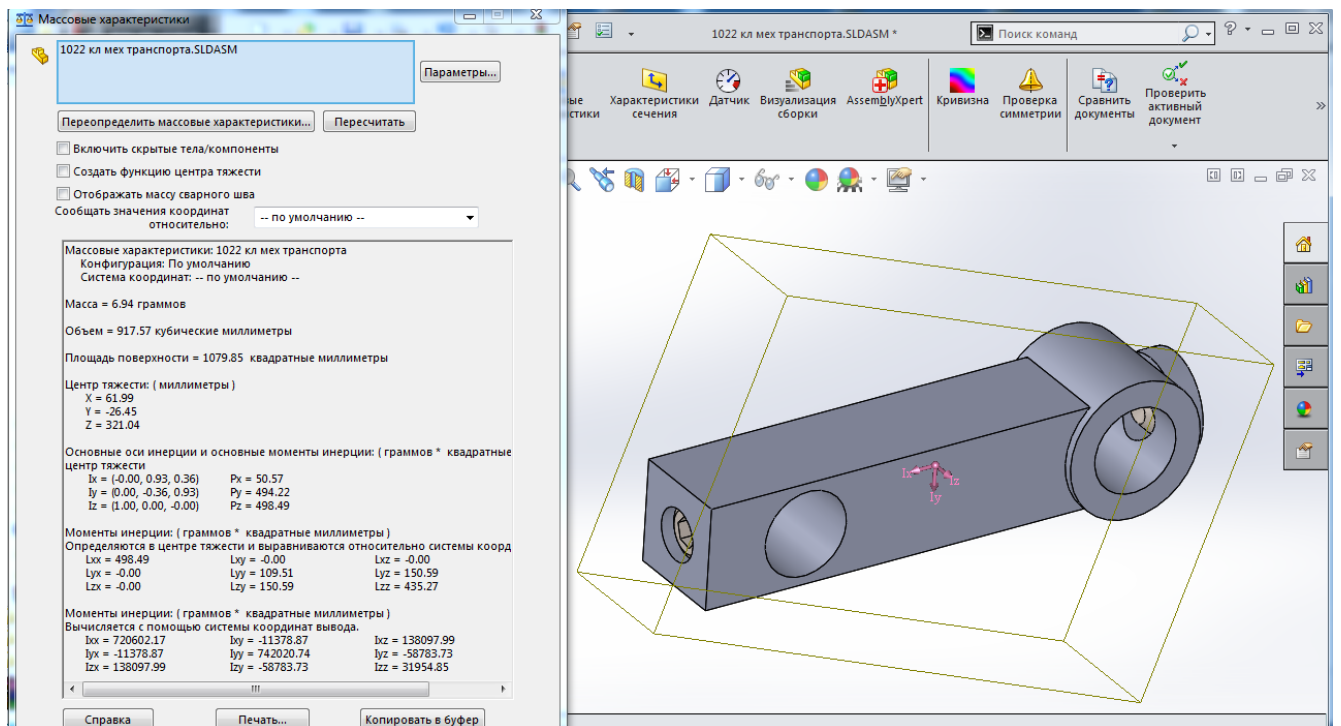 Массовые характеристики
1022 кл мех транспорта.SLDASM
Параметры...
Переопределить массовые характеристики...
Пересчитать
Включить скрытые тела/компоненты
Создать функцию центра тяжести
Отображать массу сварного шва
Сообщать значения координат
относительно:
-- по умолчанию --
Массовые характеристики: 1022 кл мех транспорта
Конфигурация: По умолчанию
Система координат: -- по умолчанию --
Масса = 6.94 граммов
Объем = 917.57 кубические миллиметры
Площадь поверхности = 1079.85 квадратные миллиметры
Центр тяжести: ( миллиметры )
X = 61.99
Y = -26.45
Z = 321.04
Основные оси инерции и основные моменты инерции: ( граммов * квадратные
центр тяжести
Ix = (-0.00, 0.93, 0.36) Px = 50.57
Iy = (0.00, -0.36, 0.93) Py = 494.22
Iz = (1.00, 0.00, -0.00) Pz = 498.49
Моменты инерции: ( граммов * квадратные миллиметры )
Определяются в центре тяжести и выравниваются относительно системы коорд
Lxx = 498.49 Lxy = -0.00 Lxz = -0.00
Lyx = -0.00 Lyy = 109.51 Lyz = 150.59
Lzx = -0.00 Lzy = 150.59 Lzz = 435.27
Моменты инерции: ( граммов * квадратные миллиметры )
Вычисляется с помощью системы координат вывода.
Ixx = 720602.17 Ixy = -11378.87 Ixz = 138097.99
Iyx = -11378.87 Iyy = 742020.74 Iyz = -58783.73
Izx = 138097.99 Izy = -58783.73 Izz = 31954.85
Справка
Печать...
Копировать в буфер
1022 кл мех транспорта.SLDASM *
Поиск команд
ые
стики
Характеристики
сечения
Датчик
Визуализация
сборки
AssemblyXpert
Кривизна
Проверка
симметрии
Сравнить
документы
Проверить
активный
документ
Ix
Iz
Iy